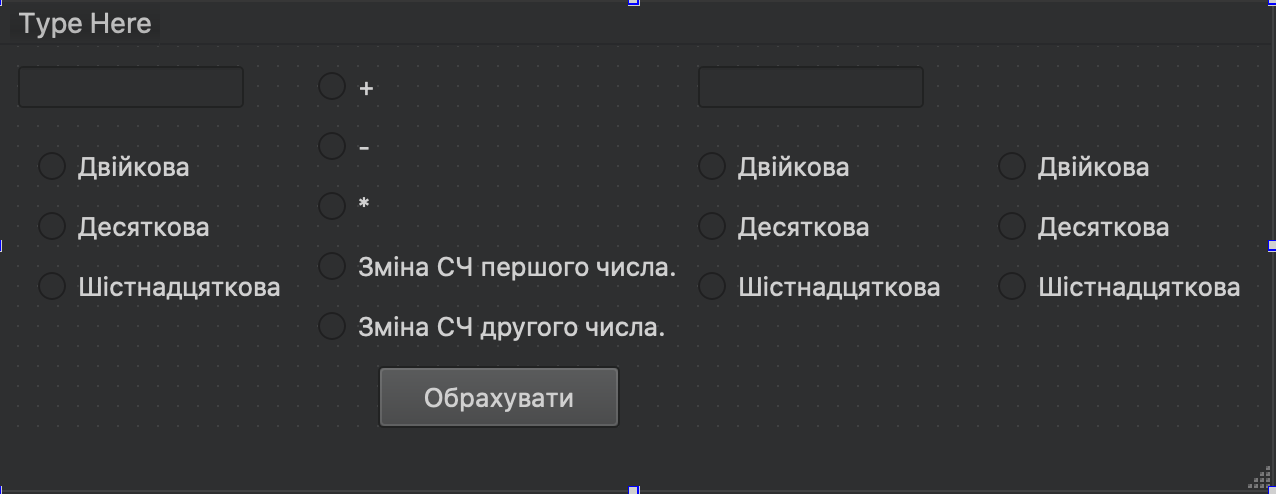 Type Here
+
-
*
Двійкова
Десяткова
Шістнадцяткова
Зміна СЧ першого числа.
Зміна СЧ другого числа.
Двійкова
Десяткова
Шістнадцяткова
Двійкова
Десяткова
Шістнадцяткова
Обрахувати